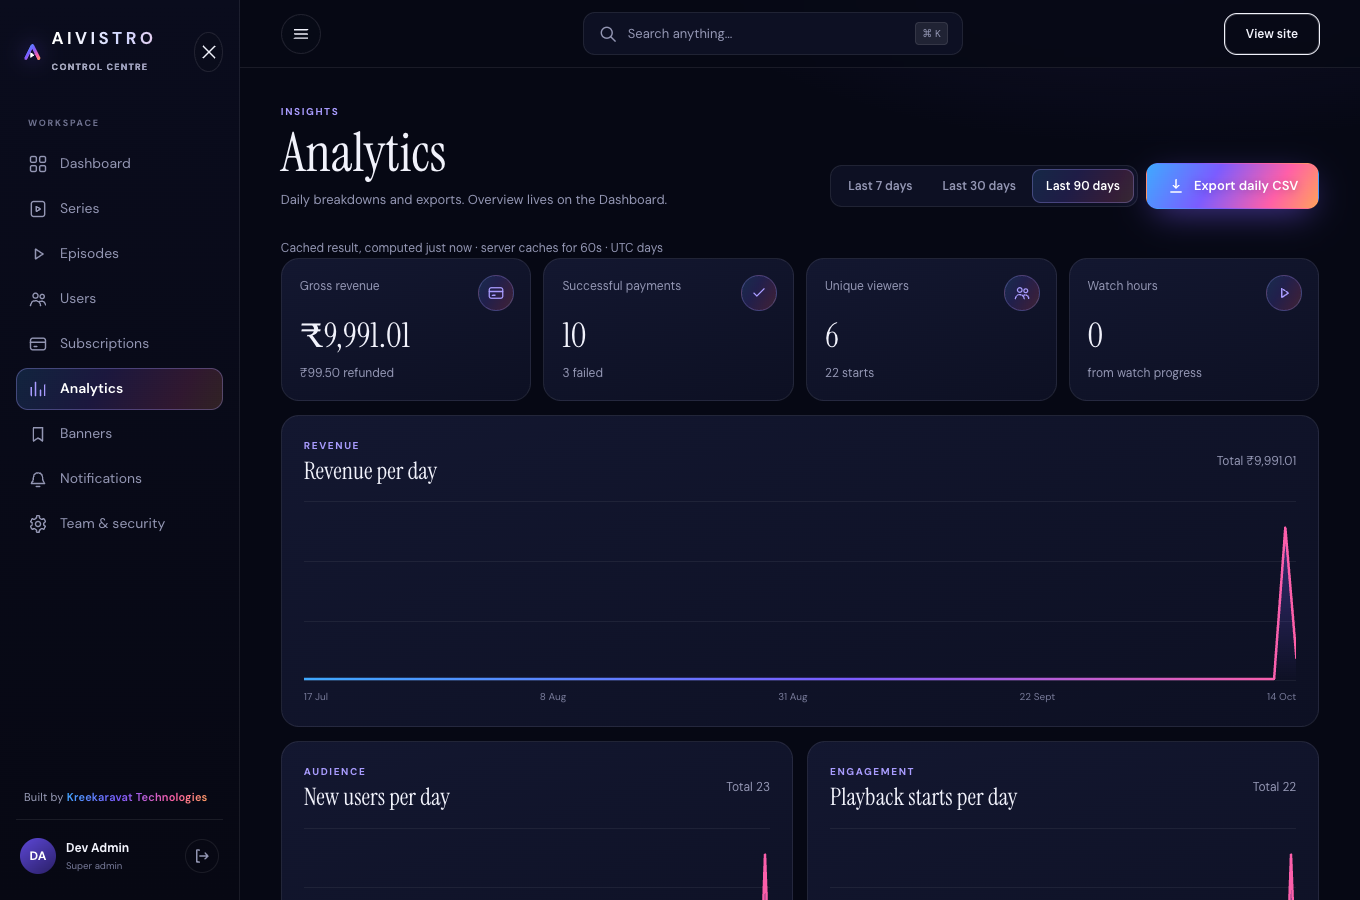 AIVISTRO
CONTROL CENTRE
WORKSPACE
Dashboard
Series
Episodes
Users
Subscriptions
Analytics
Banners
Notifications
Team & security
Built by Kreekaravat Technologies
DA
Dev Admin
Super admin
Search anything...
⌘ K
View site
INSIGHTS
Analytics
Daily breakdowns and exports. Overview lives on the Dashboard.
Last 7 days
Last 30 days
Last 90 days
Export daily CSV
Cached result, computed just now · server caches for 60s · UTC days
Gross revenue
₹9,991.01
₹99.50 refunded
Successful payments
10
3 failed
Unique viewers
6
22 starts
Watch hours
0
from watch progress
REVENUE
Revenue per day
Total ₹9,991.01
17 Jul
8 Aug
31 Aug
22 Sept
14 Oct
AUDIENCE
New users per day
Total 23
ENGAGEMENT
Playback starts per day
Total 22